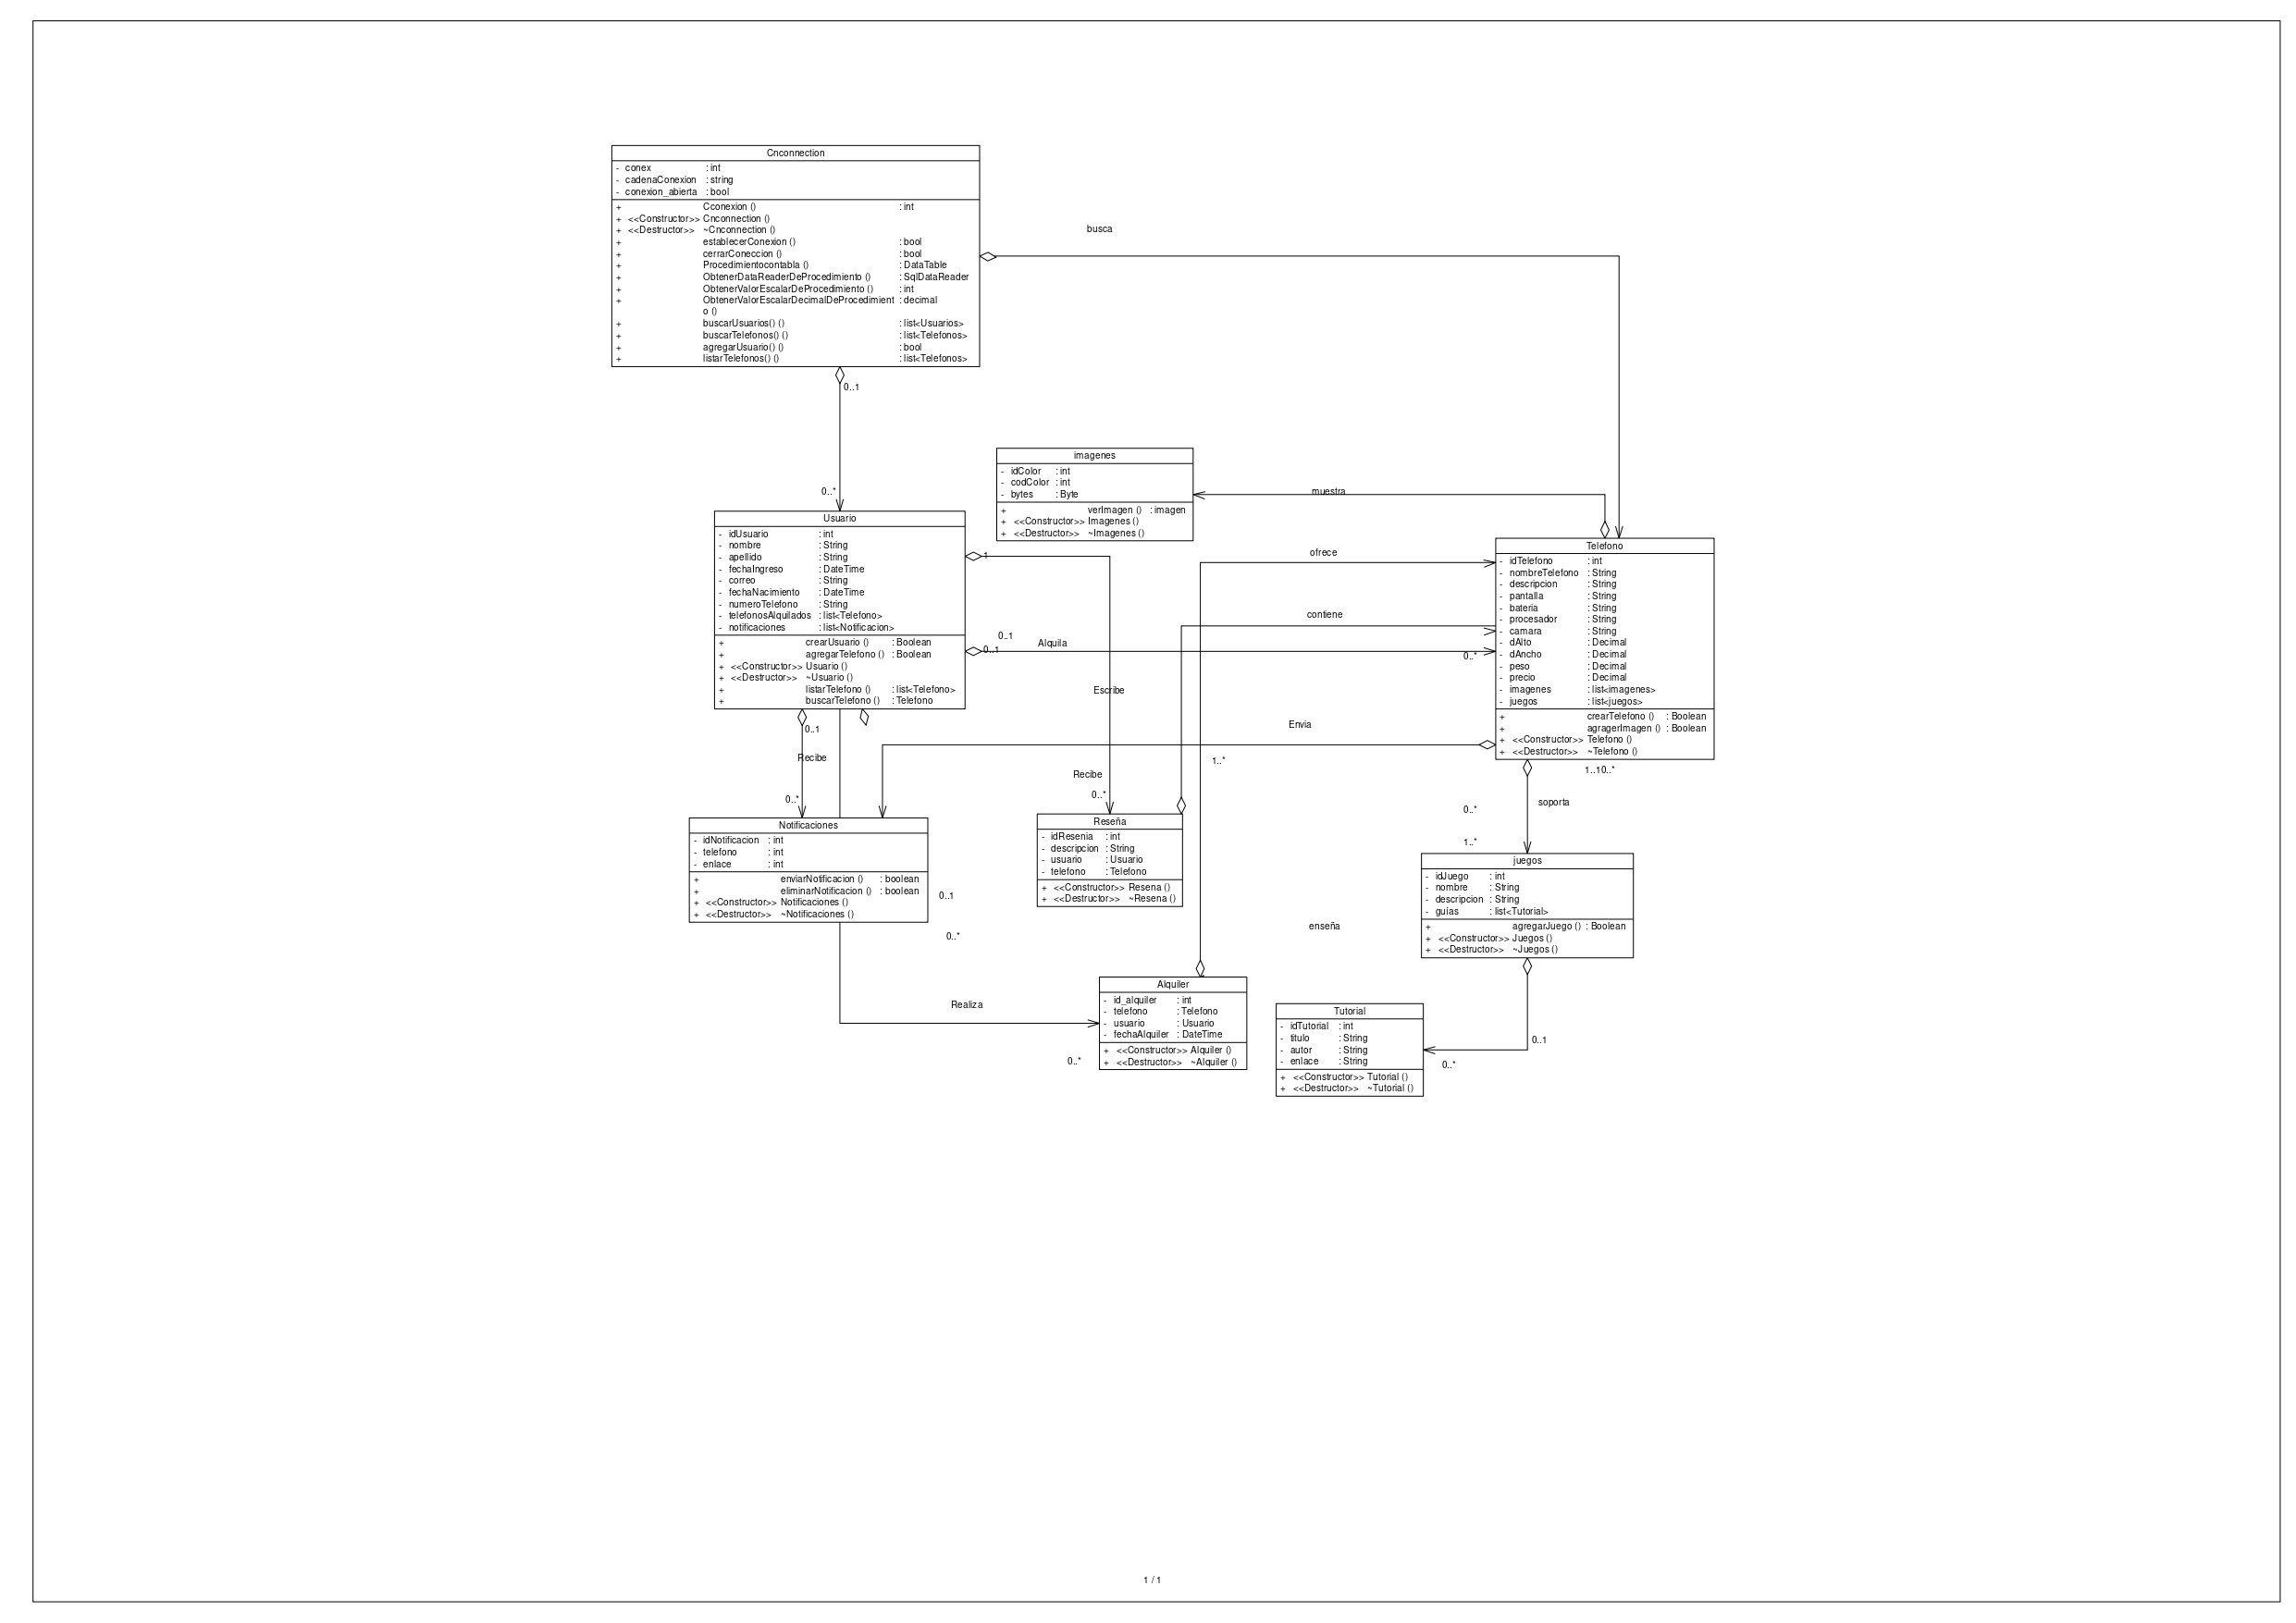 Cnconnection
- conex : int
- cadenaConexion : string
- conexion_abierta : bool
+ Cconexion () : int
+ <<Constructor>> Cnconnection ()
+ <<Destructor>> ~Cnconnection ()
+ establecerConexion () : bool
+ cerrarConeccion () : bool
+ Procedimientocontabla () : DataTable
+ ObtenerDataReaderDeProcedimiento () : SqlDataReader
+ ObtenerValorEscalarDeProcedimiento () : int
+ ObtenerValorEscalarDecimalDeProcedimient : decimal
o ()
+ buscarUsuarios() () : list<Usuarios>
+ buscarTelefonos() () : list<Telefonos>
+ agregarUsuario() () : bool
+ listarTelefonos() () : list<Telefonos>
busca
0..1
0..*
imagenes
- idColor : int
- codColor : int
- bytes : Byte
+ verImagen () : imagen
+ <<Constructor>> Imagenes ()
+ <<Destructor>> ~Imagenes ()
muestra
Usuario
- idUsuario : int
- nombre : String
- apellido : String
- fechaIngreso : DateTime
- correo : String
- fechaNacimiento : DateTime
- numeroTelefono : String
- telefonosAlquilados : list<Telefono>
- notificaciones : list<Notificacion>
+ crearUsuario () : Boolean
+ agregarTelefono () : Boolean
+ <<Constructor>> Usuario ()
+ <<Destructor>> ~Usuario ()
+ listarTelefono () : list<Telefono>
+ buscarTelefono () : Telefono
1
ofrece
contiene
0..1
0..1
Alquila
0..*
Escribe
Envia
Telefono
- idTelefono : int
- nombreTelefono : String
- descripcion : String
- pantalla : String
- bateria : String
- procesador : String
- camara : String
- dAlto : Decimal
- dAncho : Decimal
- peso : Decimal
- precio : Decimal
- imagenes : list<imagenes>
- juegos : list<juegos>
+ crearTelefono () : Boolean
+ agragerImagen () : Boolean
+ <<Constructor>> Telefono ()
+ <<Destructor>> ~Telefono ()
0..1
Recibe
0..*
Recibe
0..*
1..*
1..10..*
soporta
0..*
1..*
Notificaciones
- idNotificacion : int
- telefono : int
- enlace : int
+ enviarNotificacion () : boolean
+ eliminarNotificacion () : boolean
+ <<Constructor>> Notificaciones ()
+ <<Destructor>> ~Notificaciones ()
0..1
0..*
Reseña
- idResenia : int
- descripcion : String
- usuario : Usuario
- telefono : Telefono
+ <<Constructor>> Resena ()
+ <<Destructor>> ~Resena ()
enseña
juegos
- idJuego : int
- nombre : String
- descripcion : String
- guias : list<Tutorial>
+ agregarJuego () : Boolean
+ <<Constructor>> Juegos ()
+ <<Destructor>> ~Juegos ()
Realiza
0..*
Alquiler
- id_alquiler : int
- telefono : Telefono
- usuario : Usuario
- fechaAlquiler : DateTime
+ <<Constructor>> Alquiler ()
+ <<Destructor>> ~Alquiler ()
Tutorial
- idTutorial : int
- titulo : String
- autor : String
- enlace : String
+ <<Constructor>> Tutorial ()
+ <<Destructor>> ~Tutorial ()
0..1
0..*
1 / 1